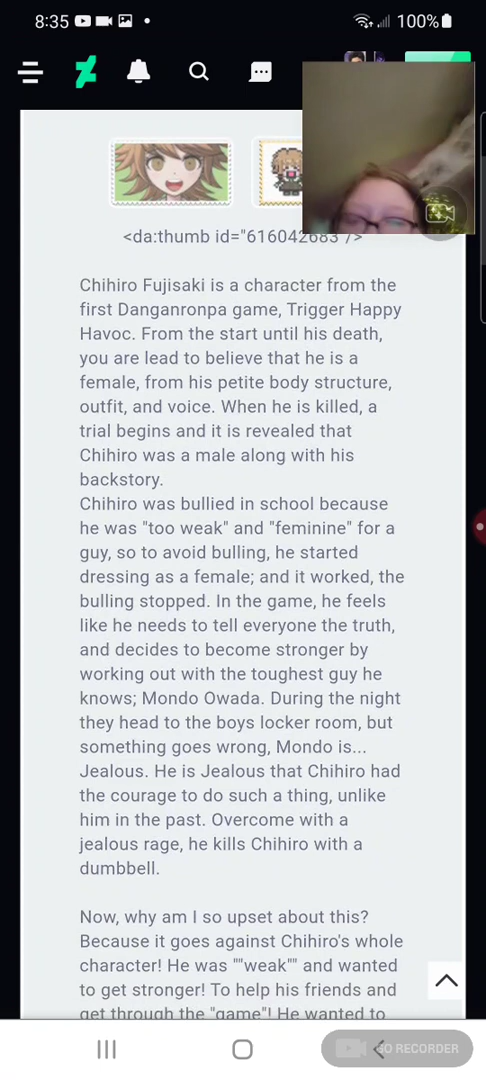 8:35
100%
<da:thumb id="616042683"/>
Chihiro Fujisaki is a character from the
first Danganronpa game, Trigger Happy
Havoc. From the start until his death,
you are lead to believe that he is a
female, from his petite body structure,
outfit, and voice. When he is killed, a
trial begins and it is revealed that
Chihiro was a male along with his
backstory.
Chihiro was bullied in school because
he was "too weak" and "feminine" for a
guy, so to avoid bulling, he started
dressing as a female; and it worked, the
bulling stopped. In the game, he feels
like he needs to tell everyone the truth,
and decides to become stronger by
working out with the toughest guy he
knows; Mondo Owada. During the night
they head to the boys locker room, but
something goes wrong, Mondo is...
Jealous. He is Jealous that Chihiro had
the courage to do such a thing, unlike
him in the past. Overcome with a
jealous rage, he kills Chihiro with a
dumbbell.
Now, why am I so upset about this?
Because it goes against Chihiro's whole
character! He was ""weak"" and wanted
to get stronger! To help his friends and
get through the "game"! He wanted to
GO RECORDER